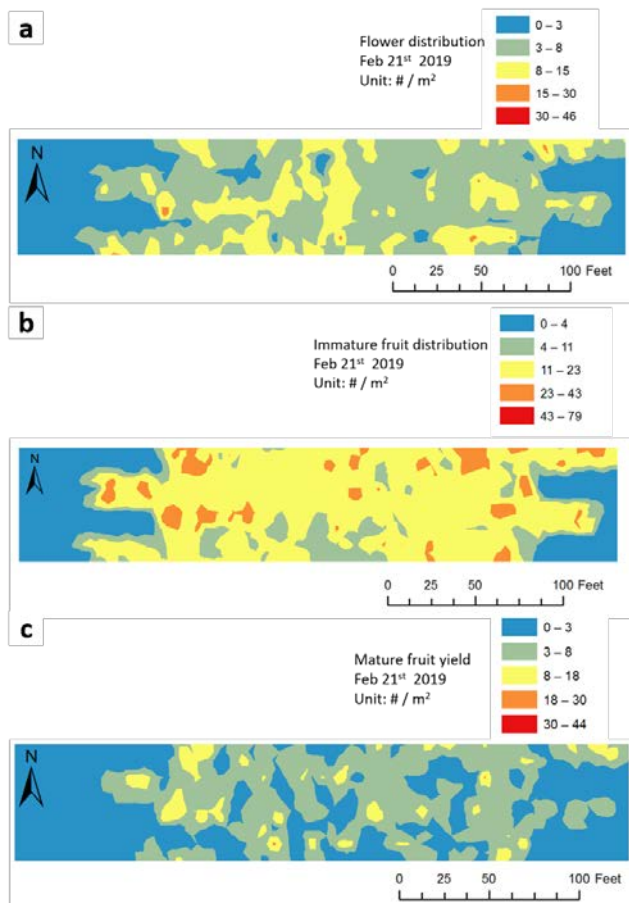 a
Flower distribution
Feb 21st 2019
Unit: # / m²
0 – 3
3 – 8
8 – 15
15 – 30
30 – 46
N
0 25 50 100 Feet
b
Immature fruit distribution
Feb 21st 2019
Unit: # / m²
0 – 4
4 – 11
11 – 23
23 – 43
43 – 79
N
0 25 50 100 Feet
c
Mature fruit yield
Feb 21st 2019
Unit: # / m²
0 – 3
3 – 8
8 – 18
18 – 30
30 – 44
N
0 25 50 100 Feet